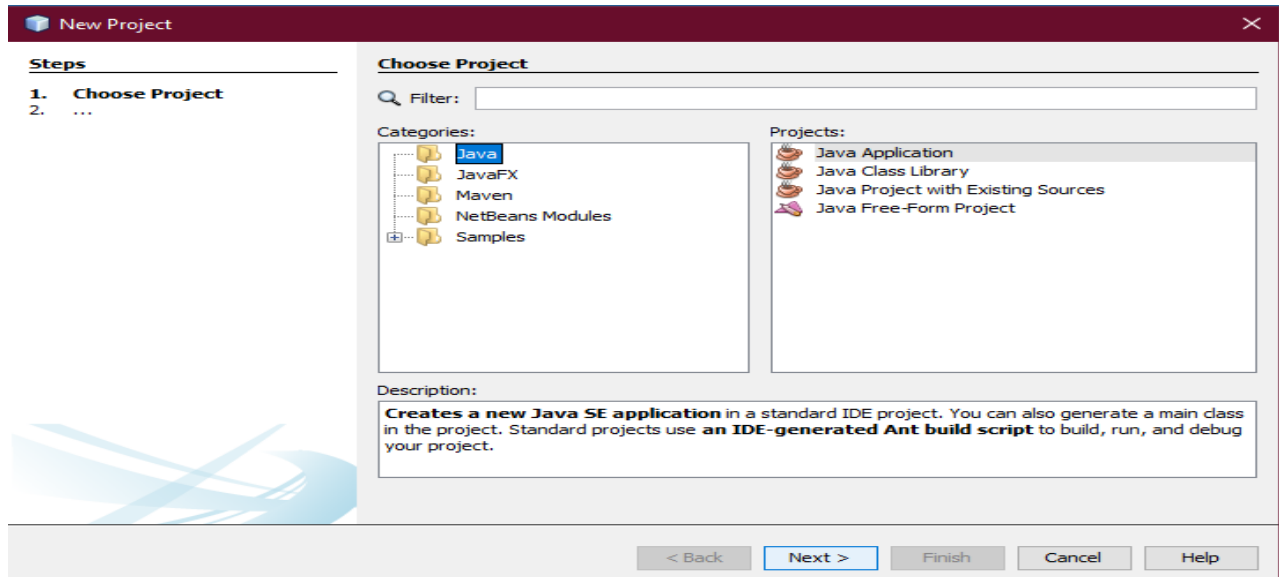 New Project
Steps
1. Choose Project
2. ...
Choose Project
Filter:
Categories:
Java
JavaFX
Maven
NetBeans Modules
Samples
Projects:
Java Application
Java Class Library
Java Project with Existing Sources
Java Free-Form Project
Description:
Creates a new Java SE application in a standard IDE project. You can also generate a main class
in the project. Standard projects use an IDE-generated Ant build script to build, run, and debug
your project.
< Back Next > Finish Cancel Help